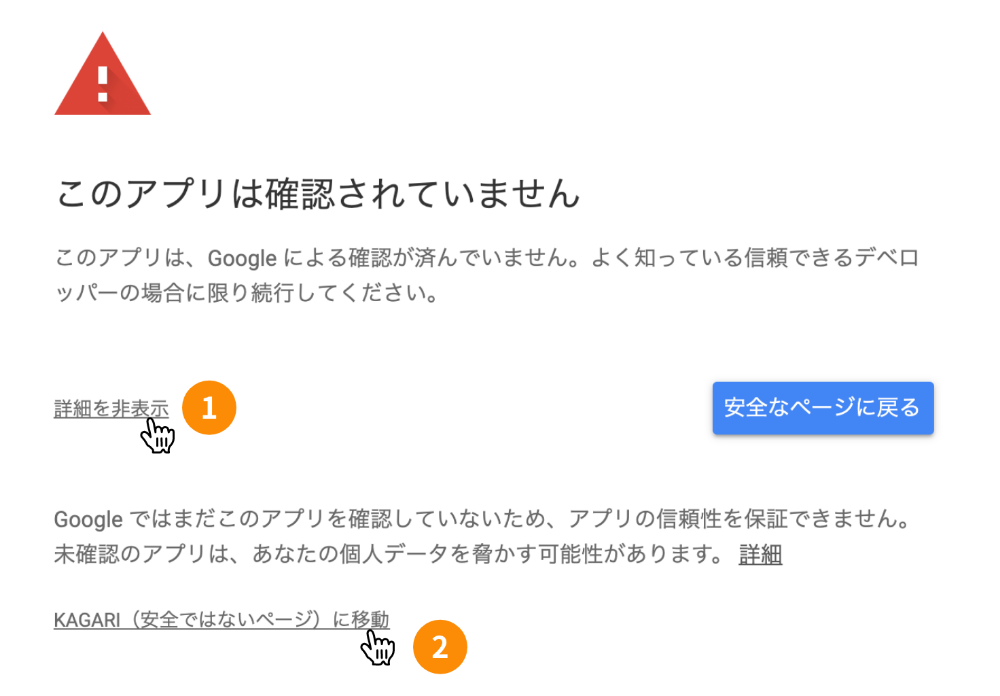 このアプリは確認されていません
このアプリは、Google による確認が済んでいません。よく知っている信頼できるデベロ
ッパーの場合に限り続行してください。
詳細を非表示
1
安全なページに戻る
Google ではまだこのアプリを確認していないため、アプリの信頼性を保証できません。
未確認のアプリは、あなたの個人データを脅かす可能性があります。 詳細
KAGARI（安全ではないページ）に移動
2